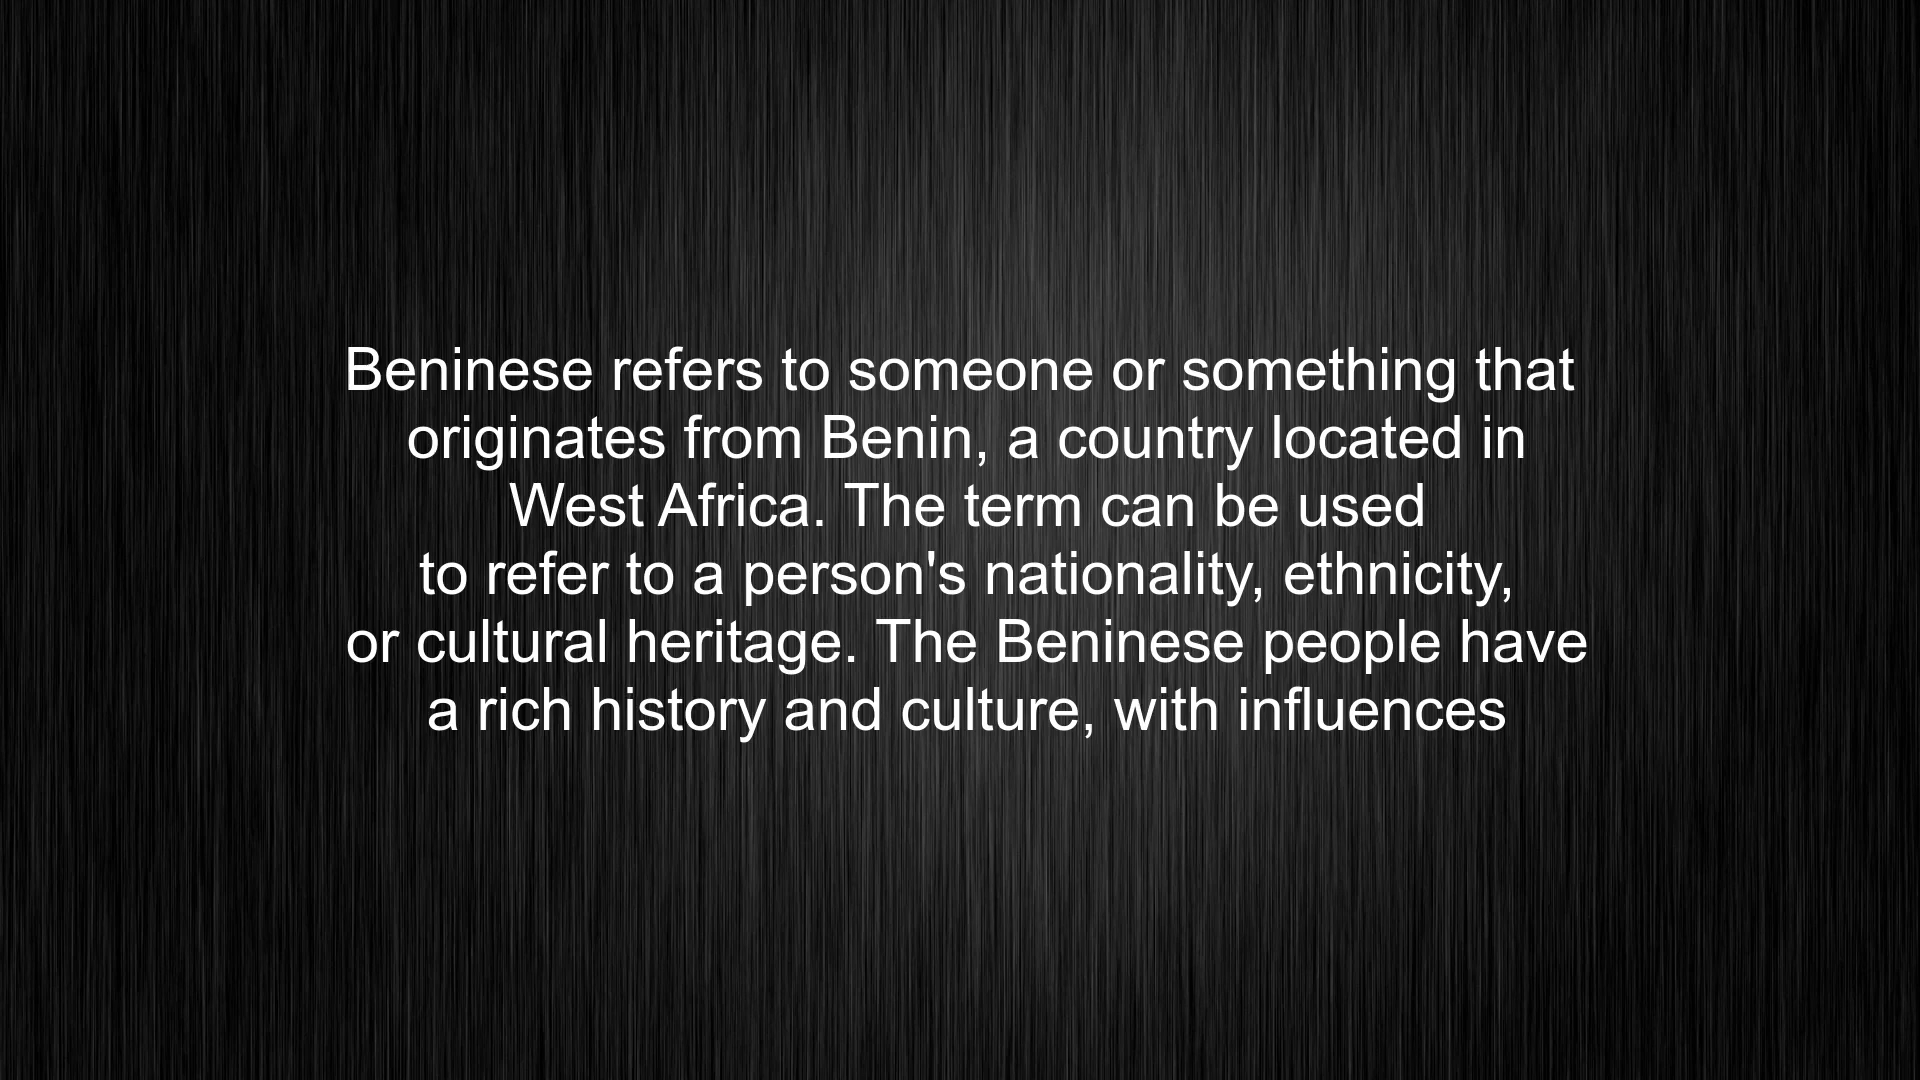 Beninese refers to someone or something that
originates from Benin, a country located in
West Africa. The term can be used
to refer to a person's nationality, ethnicity,
or cultural heritage. The Beninese people have
a rich history and culture, with influences